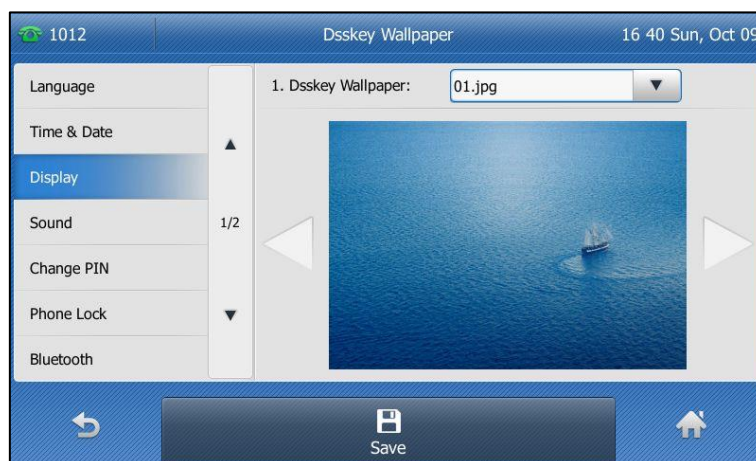 1012 Dsskey Wallpaper 16 40 Sun, Oct 09
Language
Time & Date
Display
Sound
Change PIN
Phone Lock
Bluetooth
1/2
1. Dsskey Wallpaper: 01.jpg
Save